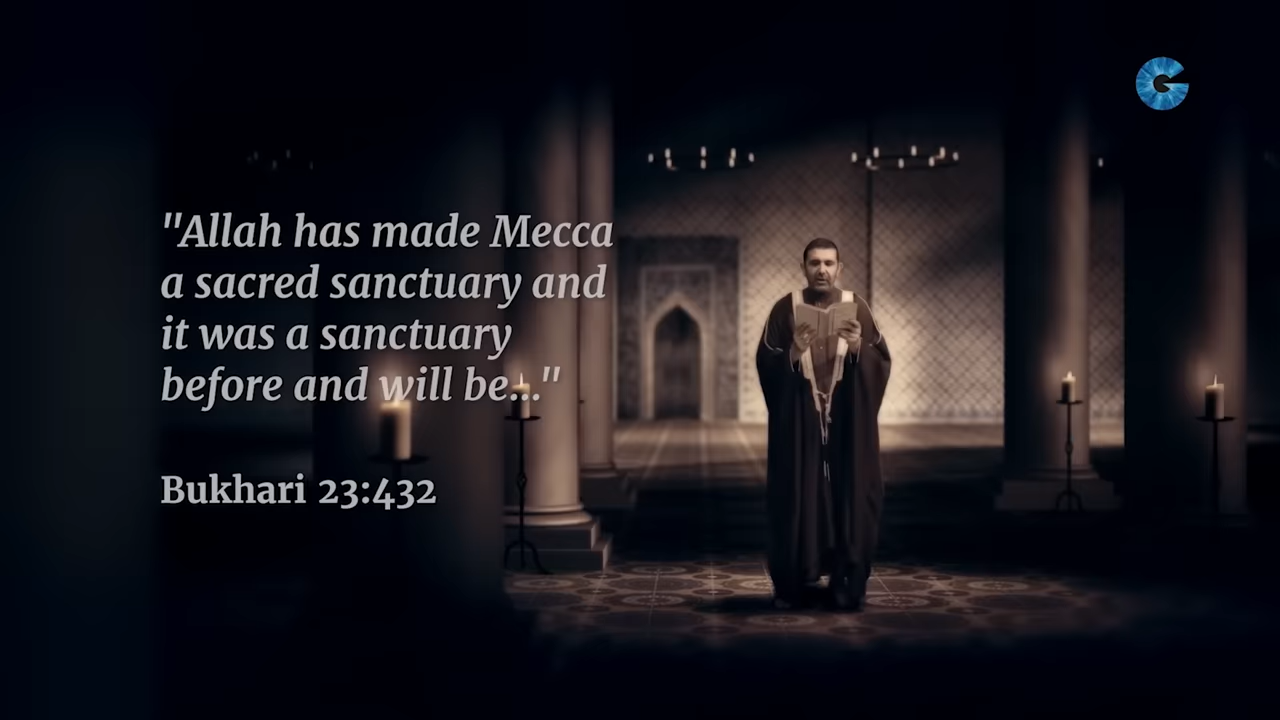 "Allah has made Mecca
a sacred sanctuary and
it was a sanctuary
before and will be..."
Bukhari 23:432